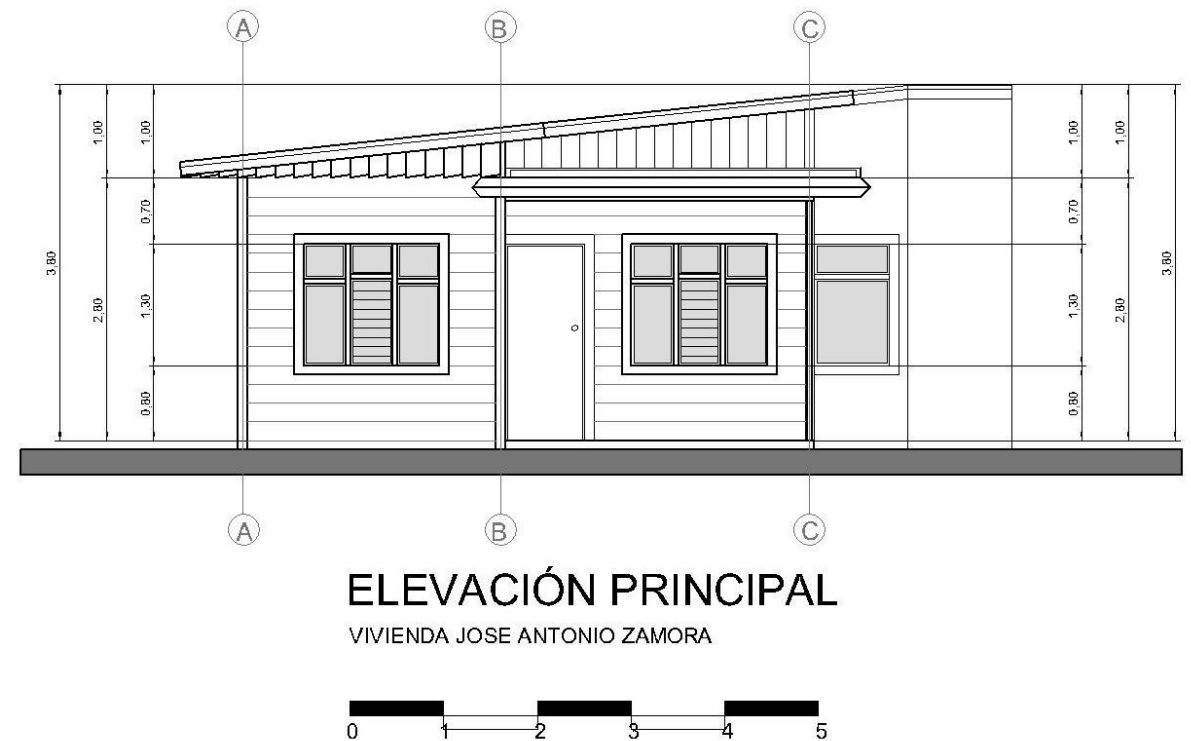 A B C
1,00 1,00 1,00 1,00
0,70 0,70
3,80 2,80 1,30 1,30 2,80 3,80
0,80 0,80
A B C
ELEVACIÓN PRINCIPAL
VIVIENDA JOSE ANTONIO ZAMORA
0 1 2 3 4 5